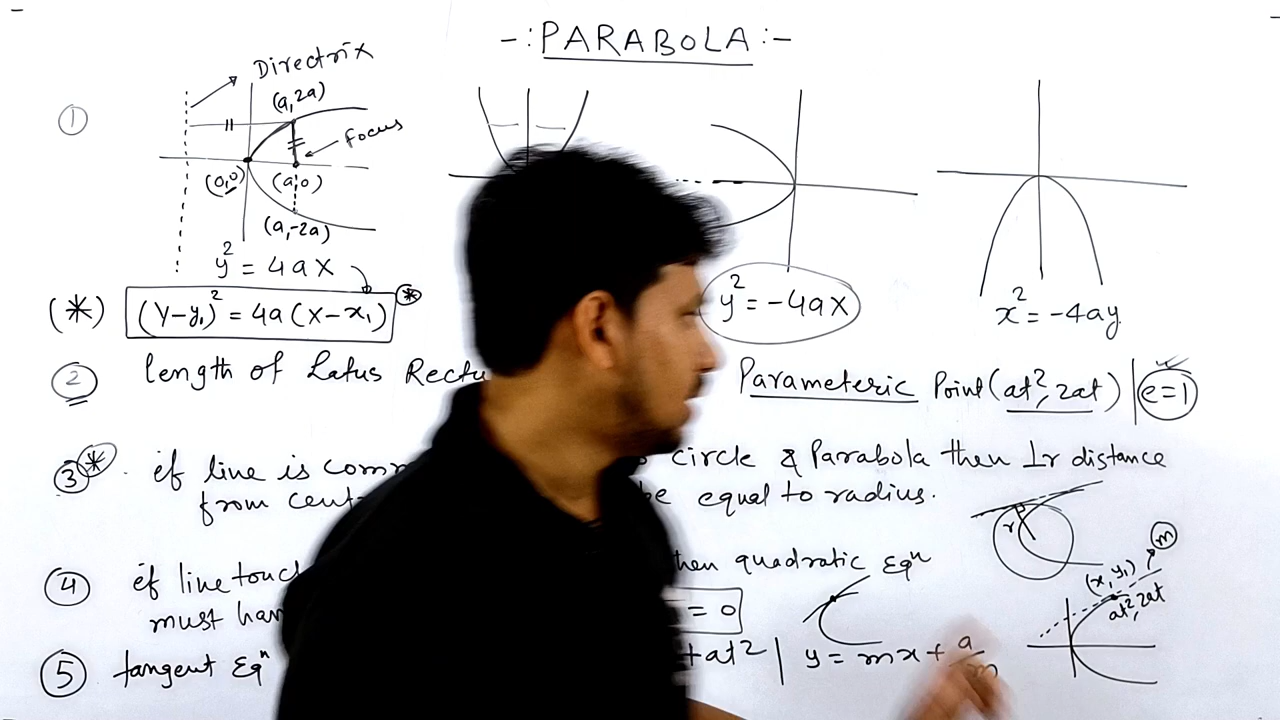 -:PARABOLA:-
Directrix
①
(a,2a)
Focus
(0,0) (a,0)
(a,-2a)
y² = 4ax
y² = -4ax
x² = -4ay
(*) (Y-y₁)² = 4a(X-x₁) *
② length of Latus Rectu
Parameteric Point (at², 2at) | e=1
③* if line is comm circle & Parabola then ⊥r distance
from cent be equal to radius.
r
④ if line touc hen quadratic Eqⁿ
must hav = 0
(x, y₁)
m
at², 2at
⑤ tangent Eqⁿ +at² | y = mx + a/m